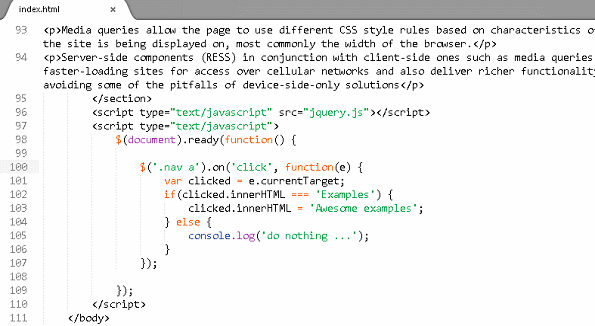 index.html ×
93 <p>Media queries allow the page to use different CSS style rules based on characteristics o
the site is being displayed on, most commonly the width of the browser.</p>
94 <p>Server-side components (RESS) in conjunction with client-side ones such as media queries
faster-loading sites for access over cellular networks and also deliver richer functionality
avoiding some of the pitfalls of device-side-only solutions</p>
95 </section>
96 <script type="text/javascript" src="jquery.js"></script>
97 <script type="text/javascript">
98 $(document).ready(function() {
99
100 $('.nav a').on('click', function(e) {
101 var clicked = e.currentTarget;
102 if(clicked.innerHTML === 'Examples') {
103 clicked.innerHTML = 'Awesome examples';
104 } else {
105 console.log('do nothing ...');
106 }
107 });
108
109 });
110 </script>
111 </body>